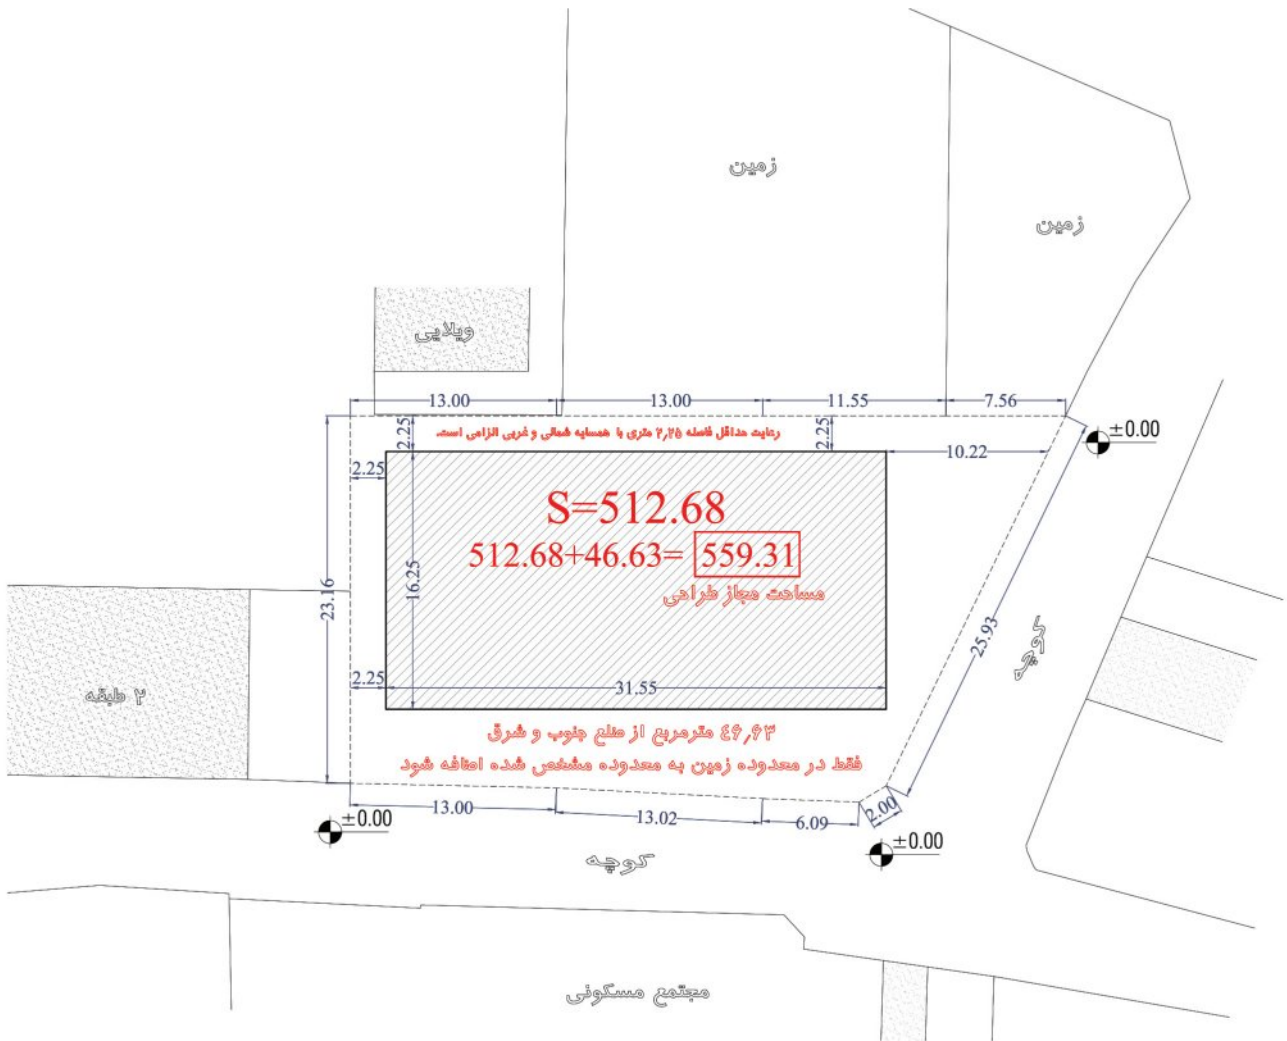 زمین
زمین
ویلایی
13.00
13.00
11.55
7.56
2.25
رعایت حداقل فاصله ۲٫۲۵ متری با همسایه شمالی و غربی الزامی است.
2.25
±0.00
10.22
2.25
S=512.68
512.68+46.63= 559.31
مساحت مجاز طراحی
16.25
23.16
25.93
کوچه
2.25
31.55
۲ طبقه
٤۶٫۶۳ مترمربع از ضلع جنوب و شرق
فقط در محدوده زمین به محدوده مشخص شده اضافه شود
13.00
13.02
6.09
2.00
±0.00
±0.00
کوچه
مجتمع مسکونی